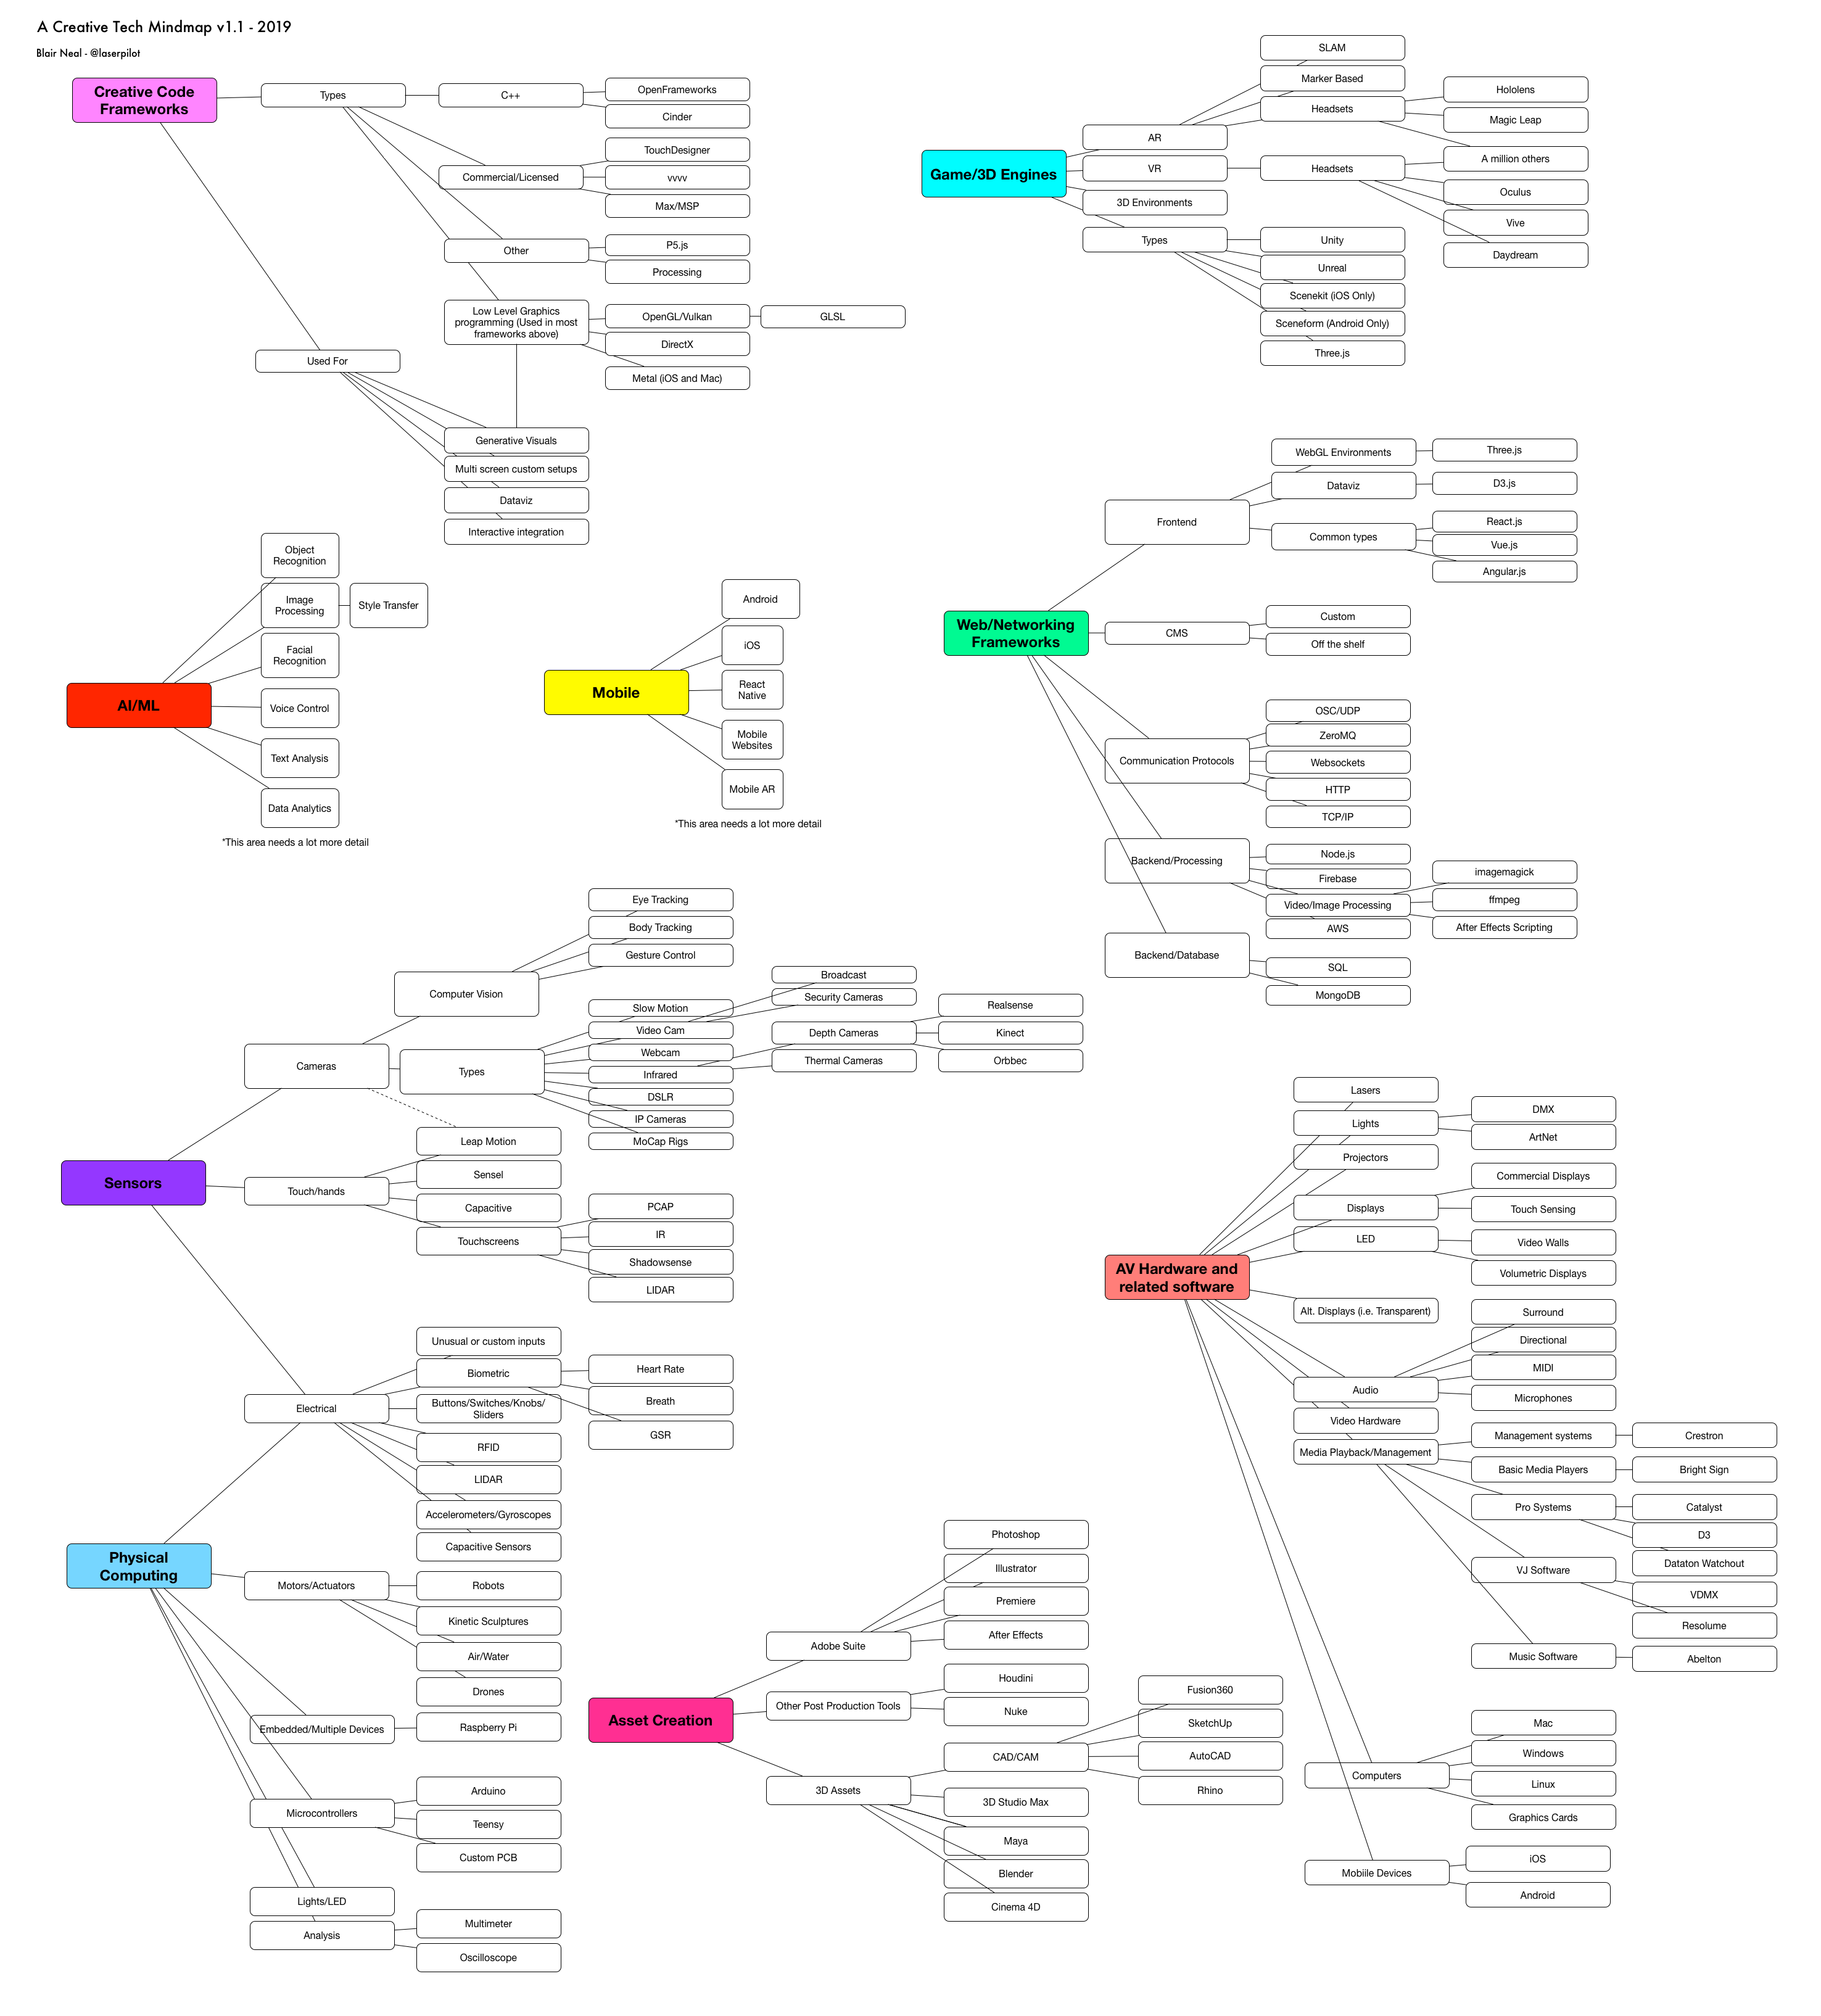 A Creative Tech Mindmap v1.1 - 2019
Blair Neal - @laserpilot
Creative Code
Frameworks
Types
C++
OpenFrameworks
Cinder
Commercial/Licensed
TouchDesigner
vvvv
Max/MSP
Other
P5.js
Processing
Low Level Graphics
programming (Used in most
frameworks above)
OpenGL/Vulkan
GLSL
DirectX
Metal (iOS and Mac)
Used For
Generative Visuals
Multi screen custom setups
Dataviz
Interactive integration
Game/3D Engines
AR
SLAM
Marker Based
Headsets
Hololens
Magic Leap
A million others
VR
Headsets
Oculus
Vive
Daydream
3D Environments
Types
Unity
Unreal
Scenekit (iOS Only)
Sceneform (Android Only)
Three.js
AI/ML
Object
Recognition
Image
Processing
Style Transfer
Facial
Recognition
Voice Control
Text Analysis
Data Analytics
*This area needs a lot more detail
Mobile
Android
iOS
React
Native
Mobile
Websites
Mobile AR
*This area needs a lot more detail
Web/Networking
Frameworks
Frontend
WebGL Environments
Three.js
Dataviz
D3.js
Common types
React.js
Vue.js
Angular.js
CMS
Custom
Off the shelf
Communication Protocols
OSC/UDP
ZeroMQ
Websockets
HTTP
TCP/IP
Backend/Processing
Node.js
Firebase
Video/Image Processing
imagemagick
ffmpeg
After Effects Scripting
AWS
Backend/Database
SQL
MongoDB
Sensors
Cameras
Computer Vision
Eye Tracking
Body Tracking
Gesture Control
Types
Slow Motion
Video Cam
Broadcast
Security Cameras
Webcam
Infrared
Depth Cameras
Realsense
Kinect
Orbbec
Thermal Cameras
DSLR
IP Cameras
MoCap Rigs
Touch/hands
Leap Motion
Sensel
Capacitive
Touchscreens
PCAP
IR
Shadowsense
LIDAR
Electrical
Unusual or custom inputs
Biometric
Heart Rate
Breath
GSR
Buttons/Switches/Knobs/
Sliders
RFID
LIDAR
Accelerometers/Gyroscopes
Capacitive Sensors
Physical
Computing
Motors/Actuators
Robots
Kinetic Sculptures
Air/Water
Drones
Embedded/Multiple Devices
Raspberry Pi
Microcontrollers
Arduino
Teensy
Custom PCB
Lights/LED
Analysis
Multimeter
Oscilloscope
Asset Creation
Adobe Suite
Photoshop
Illustrator
Premiere
After Effects
Other Post Production Tools
Houdini
Nuke
3D Assets
CAD/CAM
Fusion360
SketchUp
AutoCAD
Rhino
3D Studio Max
Maya
Blender
Cinema 4D
AV Hardware and
related software
Lasers
Lights
DMX
ArtNet
Projectors
Displays
Commercial Displays
Touch Sensing
LED
Video Walls
Volumetric Displays
Alt. Displays (i.e. Transparent)
Audio
Surround
Directional
MIDI
Microphones
Video Hardware
Media Playback/Management
Management systems
Crestron
Basic Media Players
Bright Sign
Pro Systems
Catalyst
D3
Dataton Watchout
VJ Software
VDMX
Resolume
Music Software
Abelton
Computers
Mac
Windows
Linux
Graphics Cards
Mobiile Devices
iOS
Android